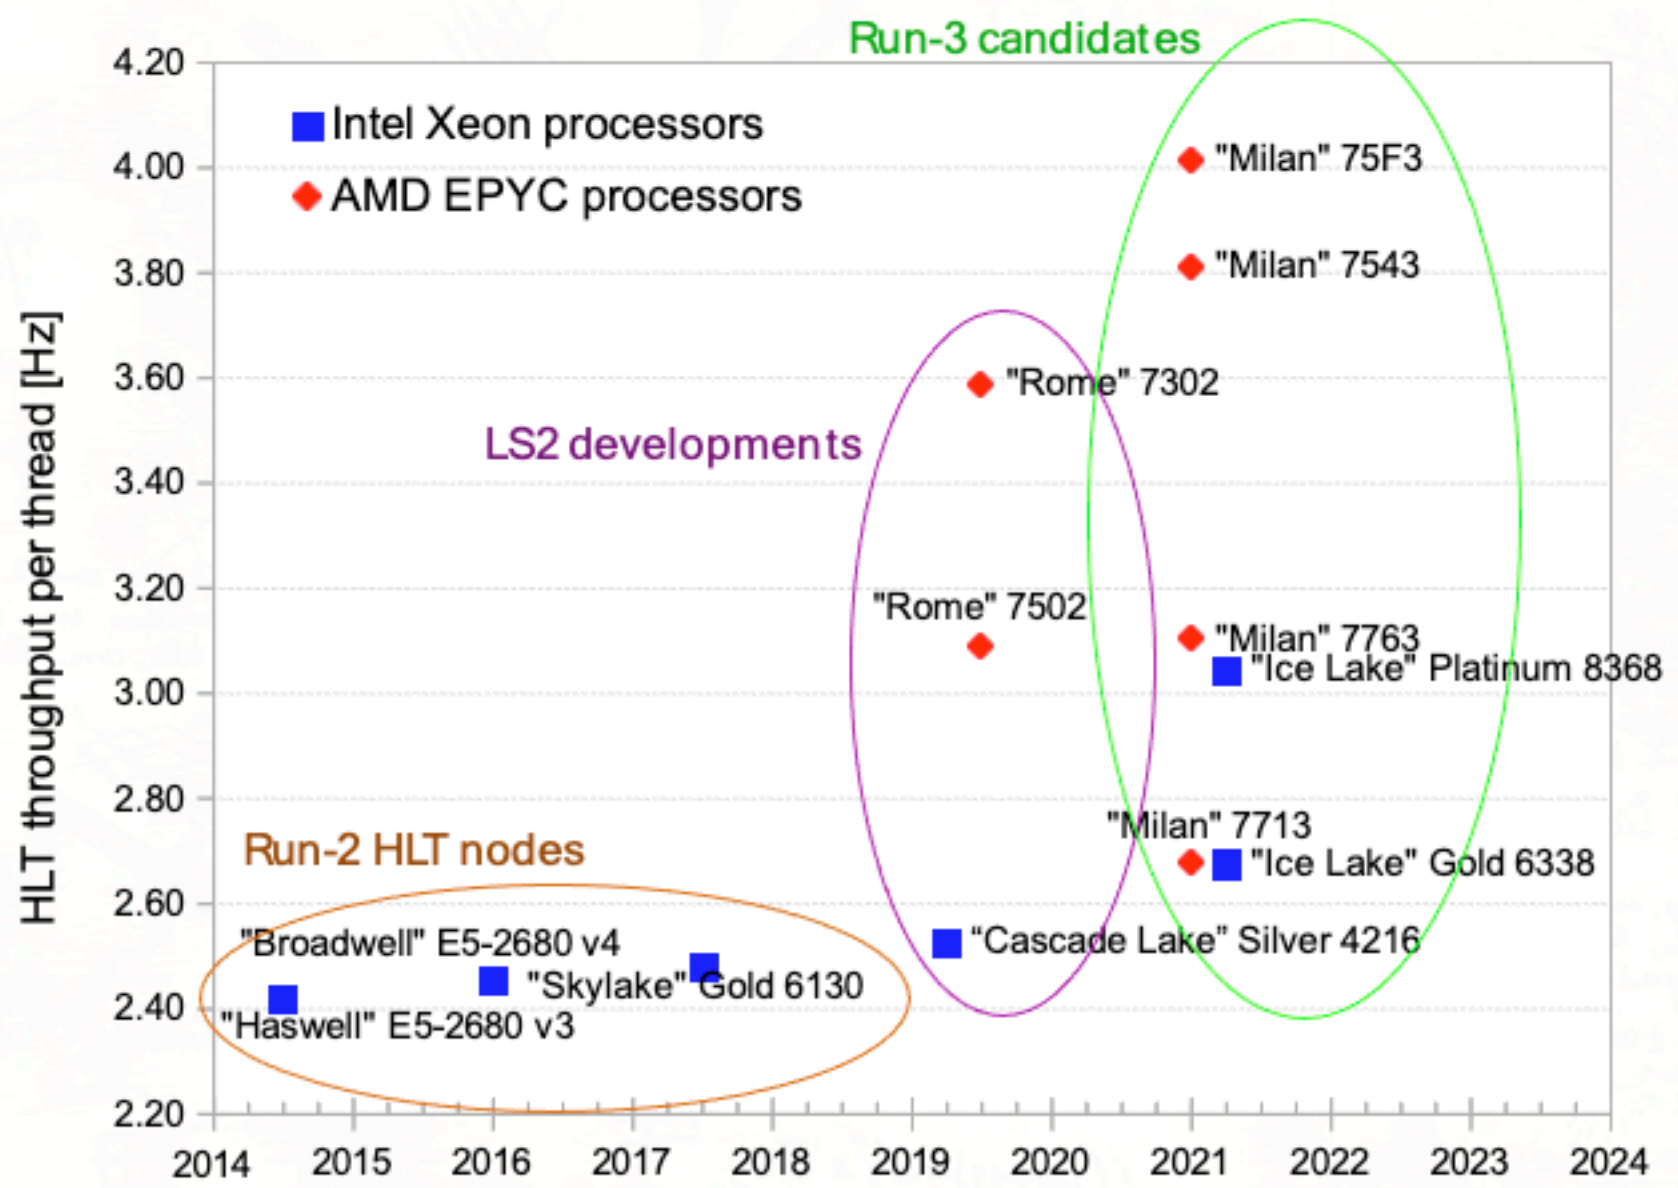 Run-3 candidates
4.20
Intel Xeon processors
4.00
"Milan" 75F3
AMD EPYC processors
3.80
"Milan" 7543
3.60
"Rome" 7302
LS2 developments
3.40
3.20
"Rome" 7502
"Milan" 7763
"Ice Lake" Platinum 8368
3.00
2.80
"Milan" 7713
Run-2 HLT nodes
"Ice Lake" Gold 6338
2.60
"Broadwell" E5-2680 v4
“Cascade Lake” Silver 4216
"Skylake" Gold 6130
2.40
"Haswell" E5-2680 v3
2.20
2014 2015 2016 2017 2018 2019 2020 2021 2022 2023 2024
HLT throughput per thread [Hz]